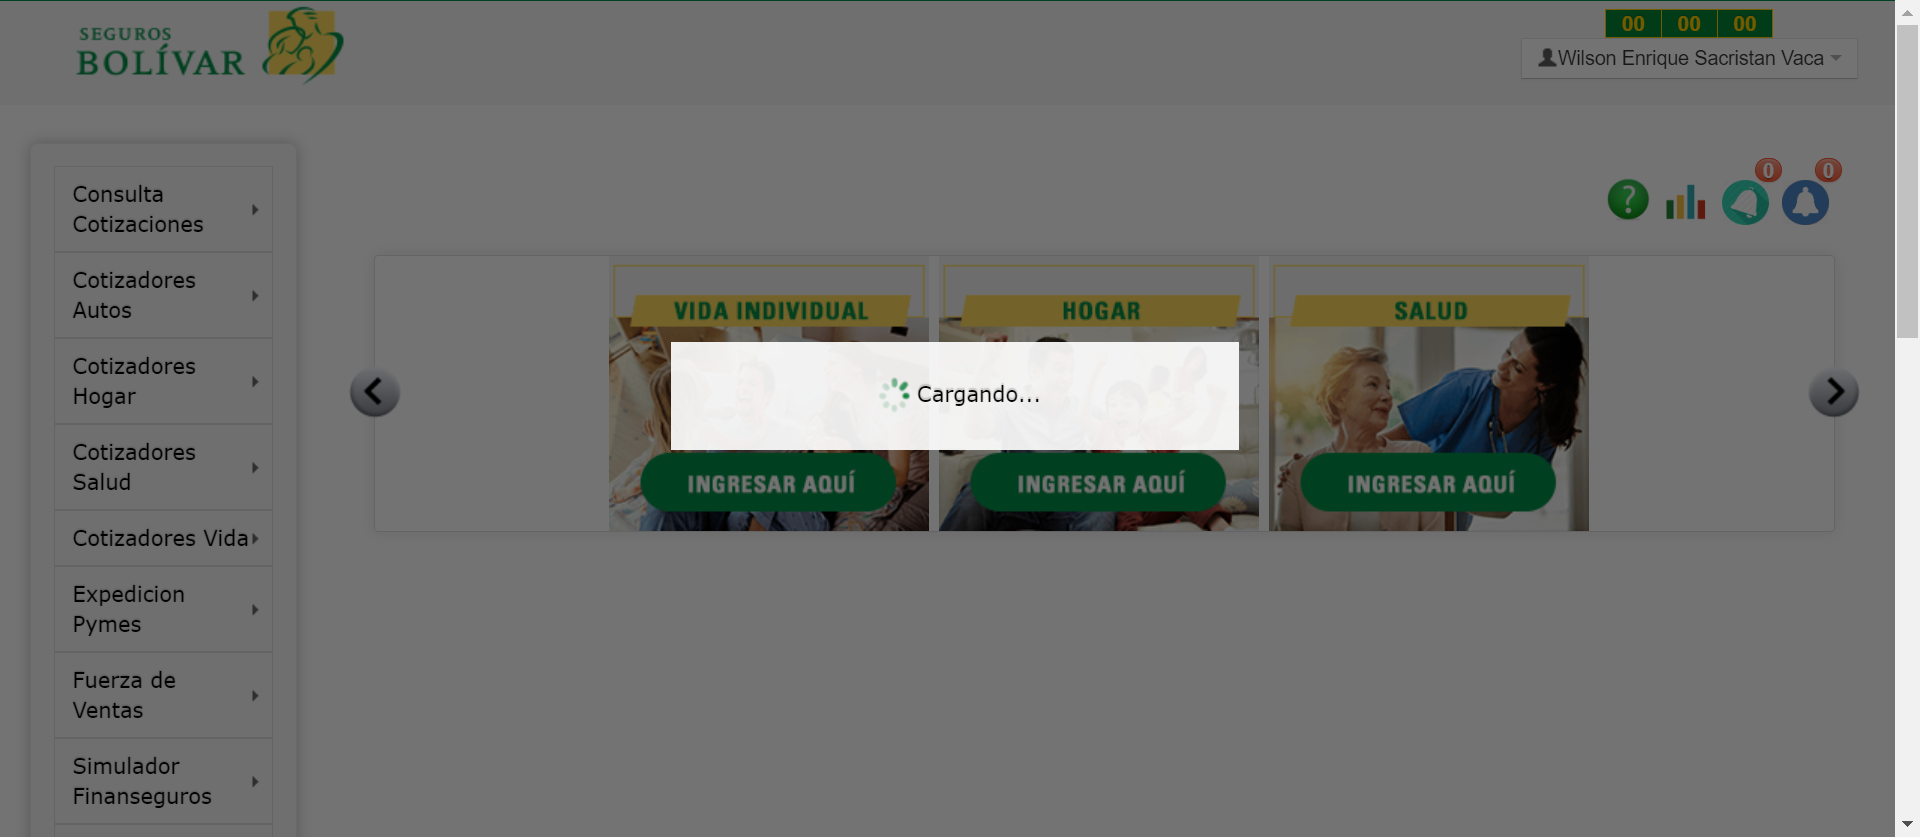 SEGUROS
BOLÍVAR
00 00 00
Wilson Enrique Sacristan Vaca
0 0
?
Consulta
Cotizaciones
Cotizadores
Autos
Cotizadores
Hogar
Cotizadores
Salud
Cotizadores Vida
Expedicion
Pymes
Fuerza de
Ventas
Simulador
Finanseguros
VIDA INDIVIDUAL
INGRESAR AQUÍ
HOGAR
INGRESAR AQUÍ
SALUD
INGRESAR AQUÍ
Cargando...